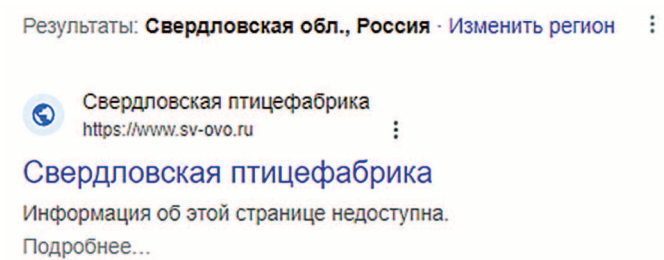 Результаты: Свердловская обл., Россия · Изменить регион
Свердловская птицефабрика
https://www.sv-ovo.ru
Свердловская птицефабрика
Информация об этой странице недоступна.
Подробнее...